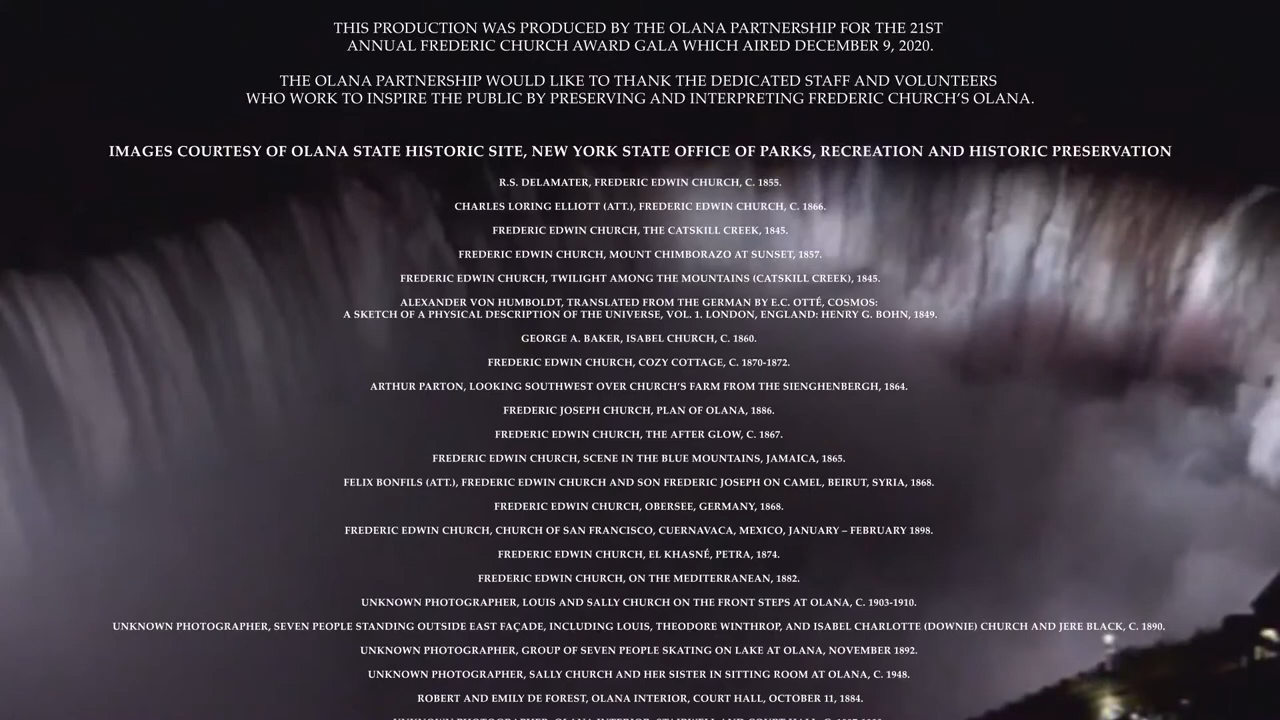 THIS PRODUCTION WAS PRODUCED BY THE OLANA PARTNERSHIP FOR THE 21ST
ANNUAL FREDERIC CHURCH AWARD GALA WHICH AIRED DECEMBER 9, 2020.
THE OLANA PARTNERSHIP WOULD LIKE TO THANK THE DEDICATED STAFF AND VOLUNTEERS
WHO WORK TO INSPIRE THE PUBLIC BY PRESERVING AND INTERPRETING FREDERIC CHURCH'S OLANA.
IMAGES COURTESY OF OLANA STATE HISTORIC SITE, NEW YORK STATE OFFICE OF PARKS, RECREATION AND HISTORIC PRESERVATION
R.S. DELAMATER, FREDERIC EDWIN CHURCH, C. 1855.
CHARLES LORING ELLIOTT (ATT.), FREDERIC EDWIN CHURCH, C. 1866.
FREDERIC EDWIN CHURCH, THE CATSKILL CREEK, 1845.
FREDERIC EDWIN CHURCH, MOUNT CHIMBORAZO AT SUNSET, 1857.
FREDERIC EDWIN CHURCH, TWILIGHT AMONG THE MOUNTAINS (CATSKILL CREEK), 1845.
ALEXANDER VON HUMBOLDT, TRANSLATED FROM THE GERMAN BY E.C. OTTÉ, COSMOS:
A SKETCH OF A PHYSICAL DESCRIPTION OF THE UNIVERSE, VOL. 1. LONDON, ENGLAND: HENRY G. BOHN, 1849.
GEORGE A. BAKER, ISABEL CHURCH, C. 1860.
FREDERIC EDWIN CHURCH, COZY COTTAGE, C. 1870-1872.
ARTHUR PARTON, LOOKING SOUTHWEST OVER CHURCH'S FARM FROM THE SIENGHENBERGH, 1864.
FREDERIC JOSEPH CHURCH, PLAN OF OLANA, 1886.
FREDERIC EDWIN CHURCH, THE AFTER GLOW, C. 1867.
FREDERIC EDWIN CHURCH, SCENE IN THE BLUE MOUNTAINS, JAMAICA, 1865.
FELIX BONFILS (ATT.), FREDERIC EDWIN CHURCH AND SON FREDERIC JOSEPH ON CAMEL, BEIRUT, SYRIA, 1868.
FREDERIC EDWIN CHURCH, OBERSEE, GERMANY, 1868.
FREDERIC EDWIN CHURCH, CHURCH OF SAN FRANCISCO, CUERNAVACA, MEXICO, JANUARY – FEBRUARY 1898.
FREDERIC EDWIN CHURCH, EL KHASNÉ, PETRA, 1874.
FREDERIC EDWIN CHURCH, ON THE MEDITERRANEAN, 1882.
UNKNOWN PHOTOGRAPHER, LOUIS AND SALLY CHURCH ON THE FRONT STEPS AT OLANA, C. 1903-1910.
UNKNOWN PHOTOGRAPHER, SEVEN PEOPLE STANDING OUTSIDE EAST FAÇADE, INCLUDING LOUIS, THEODORE WINTHROP, AND ISABEL CHARLOTTE (DOWNIE) CHURCH AND JERE BLACK, C. 1890.
UNKNOWN PHOTOGRAPHER, GROUP OF SEVEN PEOPLE SKATING ON LAKE AT OLANA, NOVEMBER 1892.
UNKNOWN PHOTOGRAPHER, SALLY CHURCH AND HER SISTER IN SITTING ROOM AT OLANA, C. 1948.
ROBERT AND EMILY DE FOREST, OLANA INTERIOR, COURT HALL, OCTOBER 11, 1884.